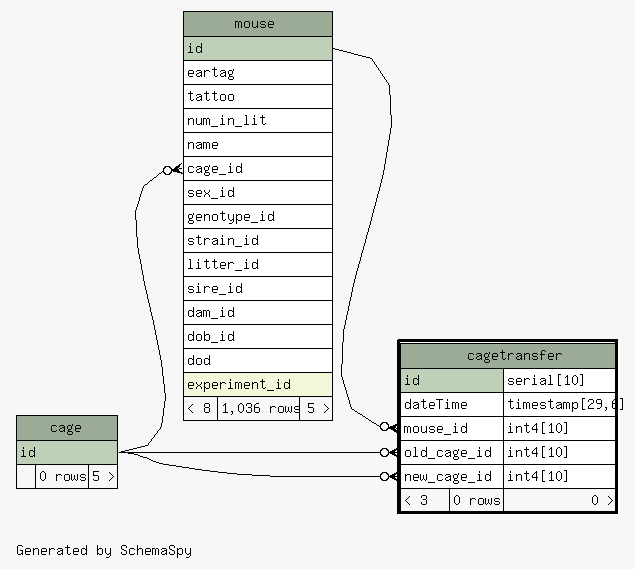 mouse
id
eartag
tattoo
num_in_lit
name
cage_id
sex_id
genotype_id
strain_id
litter_id
sire_id
dam_id
dob_id
dod
experiment_id
< 8 1,036 rows 5 >
cage
id
0 rows 5 >
cagetransfer
id serial[10]
dateTime timestamp[29,6]
mouse_id int4[10]
old_cage_id int4[10]
new_cage_id int4[10]
< 3 0 rows 0 >
Generated by SchemaSpy